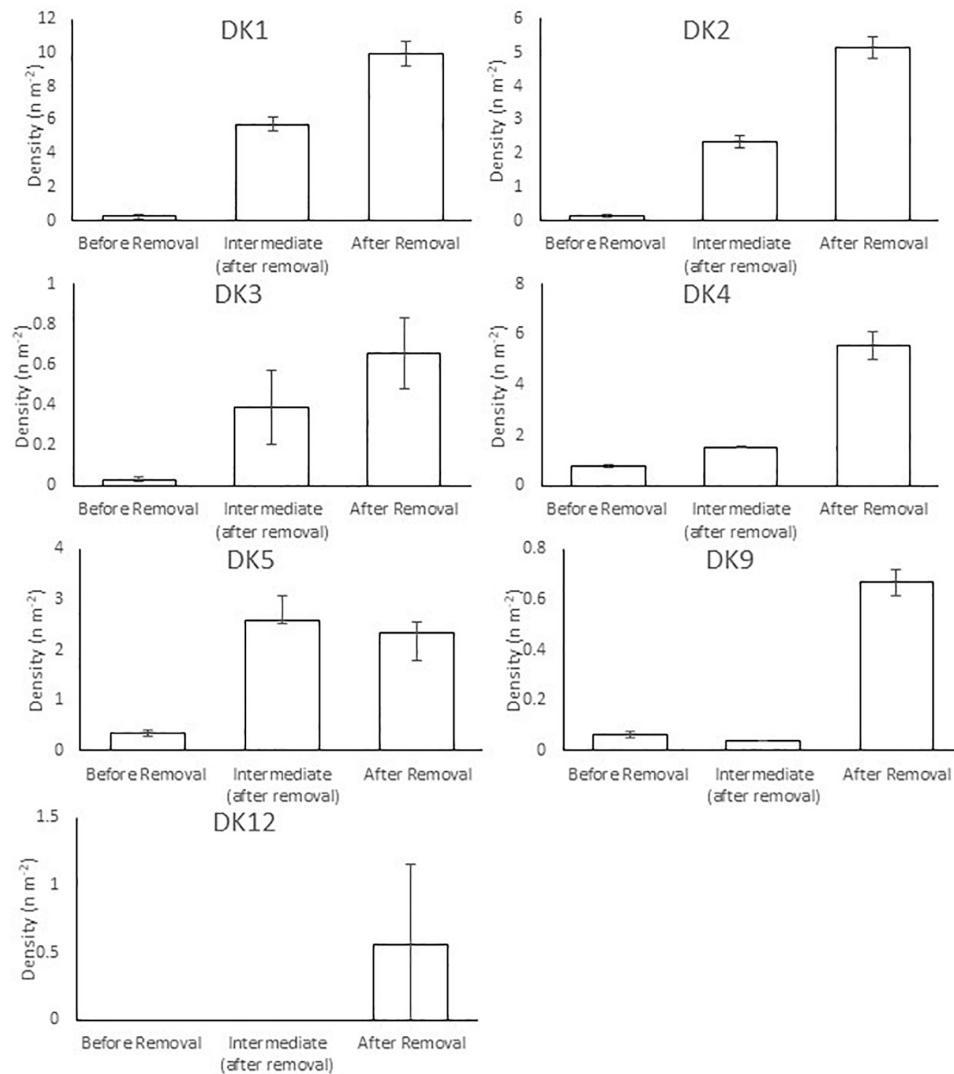 DK1
Density (n m-2)
12
10
8
6
4
2
0
Before Removal
Intermediate
(after removal)
After Removal
DK2
Density (n m-2)
6
5
4
3
2
1
0
Before Removal
Intermediate
(after removal)
After Removal
DK3
Density (n m-2)
1
0.8
0.6
0.4
0.2
0
Before Removal
Intermediate
(after removal)
After Removal
DK4
Density (n m-2)
8
6
4
2
0
Before Removal
Intermediate
(after removal)
After Removal
DK5
Density (n m-2)
4
3
2
1
0
Before Removal
Intermediate
(after removal)
After Removal
DK9
Density (n m-2)
0.8
0.6
0.4
0.2
0
Before Removal
Intermediate
(after removal)
After Removal
DK12
Density (n m-2)
1.5
1
0.5
0
Before Removal
Intermediate
(after removal)
After Removal